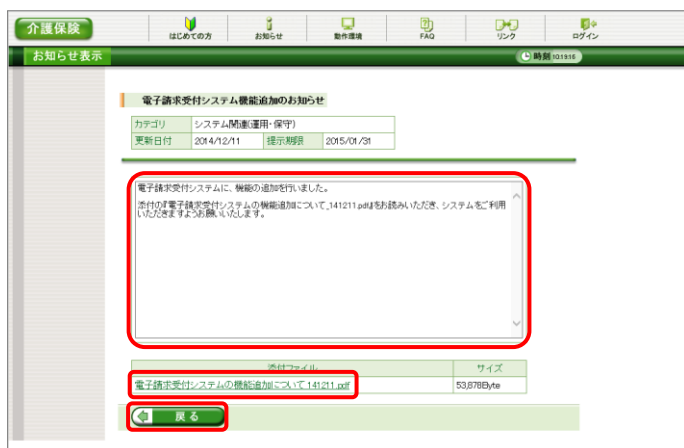 介護保険
はじめての方
お知らせ
動作環境
FAQ
リンク
ログイン
お知らせ表示
時刻 10:19:16
電子請求受付システム機能追加のお知らせ
カテゴリ システム関連(運用・保守)
更新日付 2014/12/11 提示期限 2015/01/31
電子請求受付システムに、機能の追加を行いました。
添付の『電子請求受付システムの機能追加について_141211.pdf』をお読みいただき、システムをご利用
いただきますようお願いいたします。
添付ファイル サイズ
電子請求受付システムの機能追加について 141211.pdf 53,878Byte
戻る